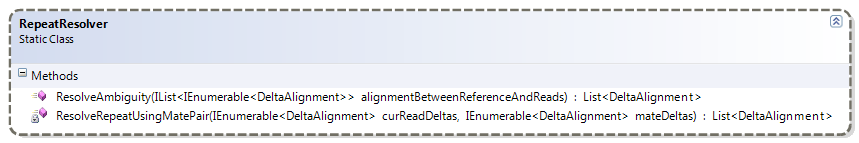 RepeatResolver
Static Class
Methods
ResolveAmbiguity(IList<IEnumerable<DeltaAlignment>> alignmentBetweenReferenceAndReads) : List<DeltaAlignment>
ResolveRepeatUsingMatePair(IEnumerable<DeltaAlignment> curReadDeltas, IEnumerable<DeltaAlignment> mateDeltas) : List<DeltaAlignment>